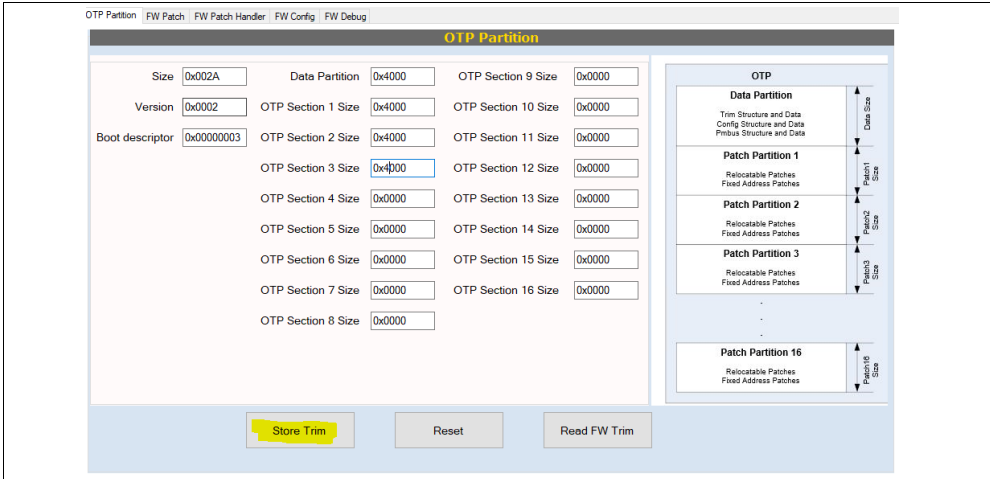 OTP Partition FW Patch FW Patch Handler FW Config FW Debug
OTP Partition
Size 0x002A Data Partition 0x4000 OTP Section 9 Size 0x0000
Version 0x0002 OTP Section 1 Size 0x4000 OTP Section 10 Size 0x0000
Boot descriptor 0x00000003 OTP Section 2 Size 0x4000 OTP Section 11 Size 0x0000
OTP Section 3 Size 0x4000 OTP Section 12 Size 0x0000
OTP Section 4 Size 0x0000 OTP Section 13 Size 0x0000
OTP Section 5 Size 0x0000 OTP Section 14 Size 0x0000
OTP Section 6 Size 0x0000 OTP Section 15 Size 0x0000
OTP Section 7 Size 0x0000 OTP Section 16 Size 0x0000
OTP Section 8 Size 0x0000
OTP
Data Partition
Trim Structure and Data
Config Structure and Data
Pmbus Structure and Data
Data Size
Patch Partition 1
Relocatable Patches
Fixed Address Patches
Patch1
Size
Patch Partition 2
Relocatable Patches
Fixed Address Patches
Patch2
Size
Patch Partition 3
Relocatable Patches
Fixed Address Patches
Patch3
Size
.
.
.
Patch Partition 16
Relocatable Patches
Fixed Address Patches
Patch16
Size
Store Trim Reset Read FW Trim